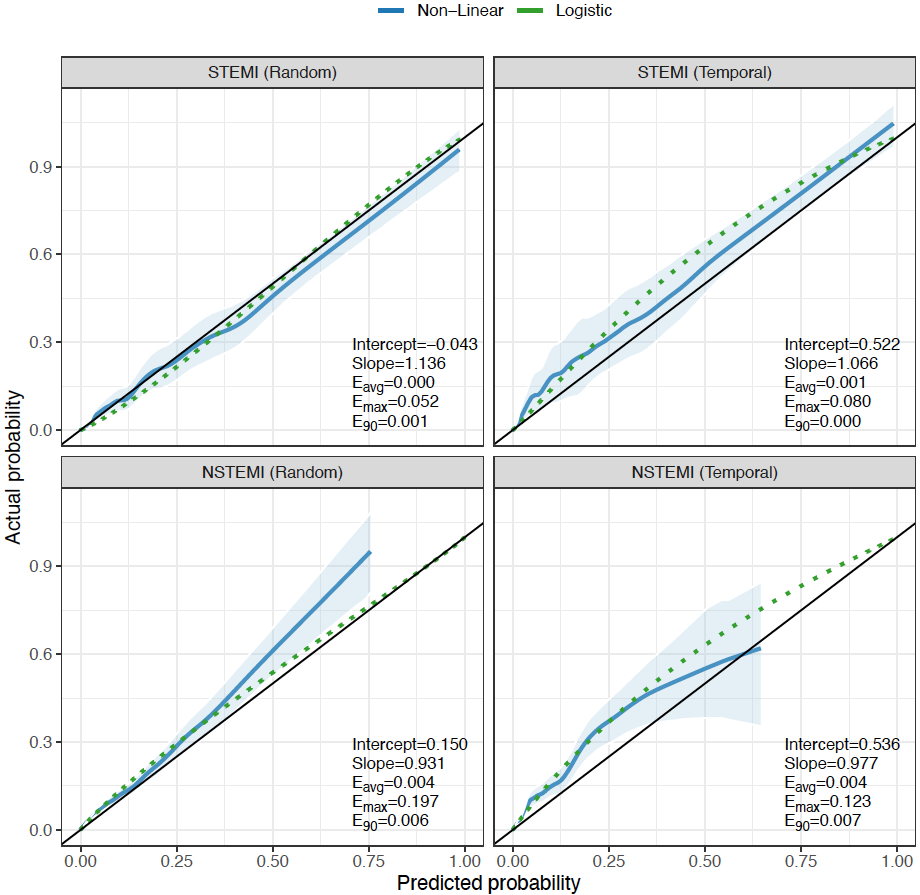 Non−Linear Logistic
STEMI (Random) STEMI (Temporal)
0.9
0.6
0.3
0.0
Intercept=−0.043
Slope=1.136
Eavg=0.000
Emax=0.052
E90=0.001
Intercept=0.522
Slope=1.066
Eavg=0.001
Emax=0.080
E90=0.000
Actual probability
NSTEMI (Random) NSTEMI (Temporal)
0.9
0.6
0.3
0.0
Intercept=0.150
Slope=0.931
Eavg=0.004
Emax=0.197
E90=0.006
Intercept=0.536
Slope=0.977
Eavg=0.004
Emax=0.123
E90=0.007
0.00 0.25 0.50 0.75 1.00 0.00 0.25 0.50 0.75 1.00
Predicted probability